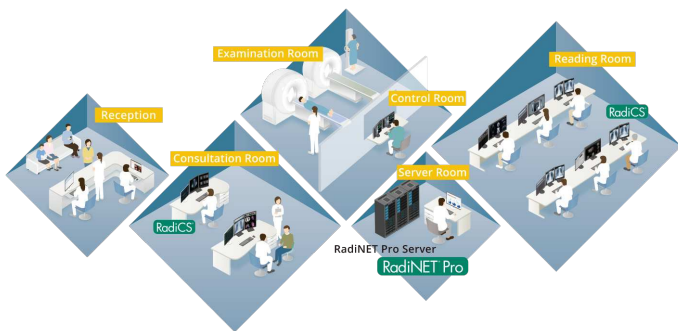 Examination Room
Reading Room
Reception
Control Room
RadiCS
Consultation Room
Server Room
RadiCS
RadiNET Pro Server
RadiNET Pro